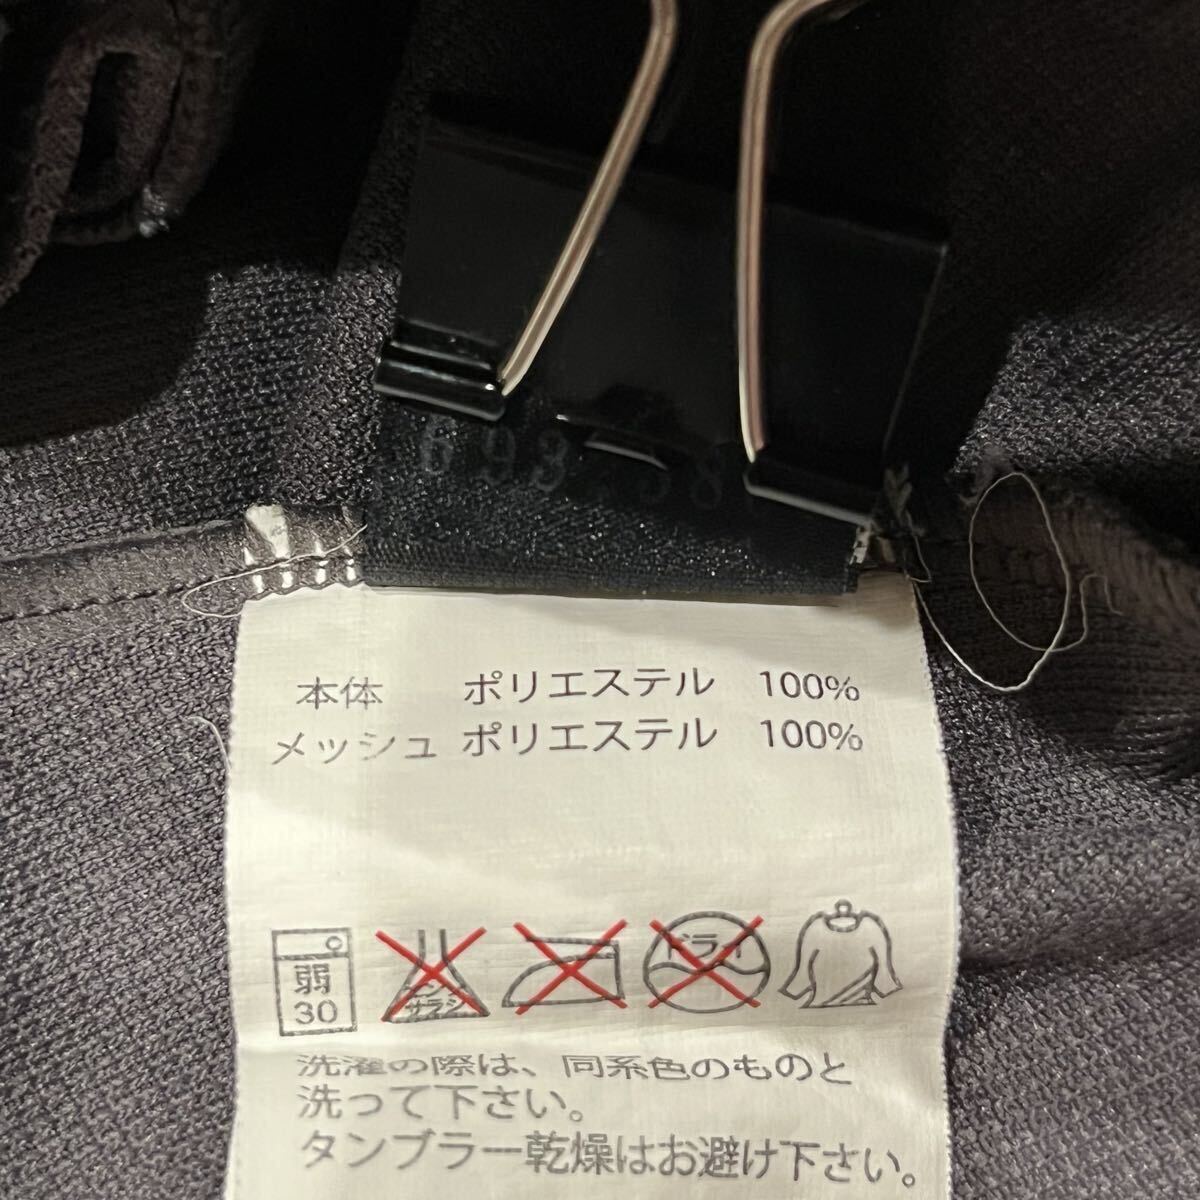 本体 ポリエステル 100%
メッシュ ポリエステル 100%
弱
30
サラシ
ドライ
洗濯の際は、同系色のものと
洗って下さい。
タンブラー乾燥はお避け下さい。